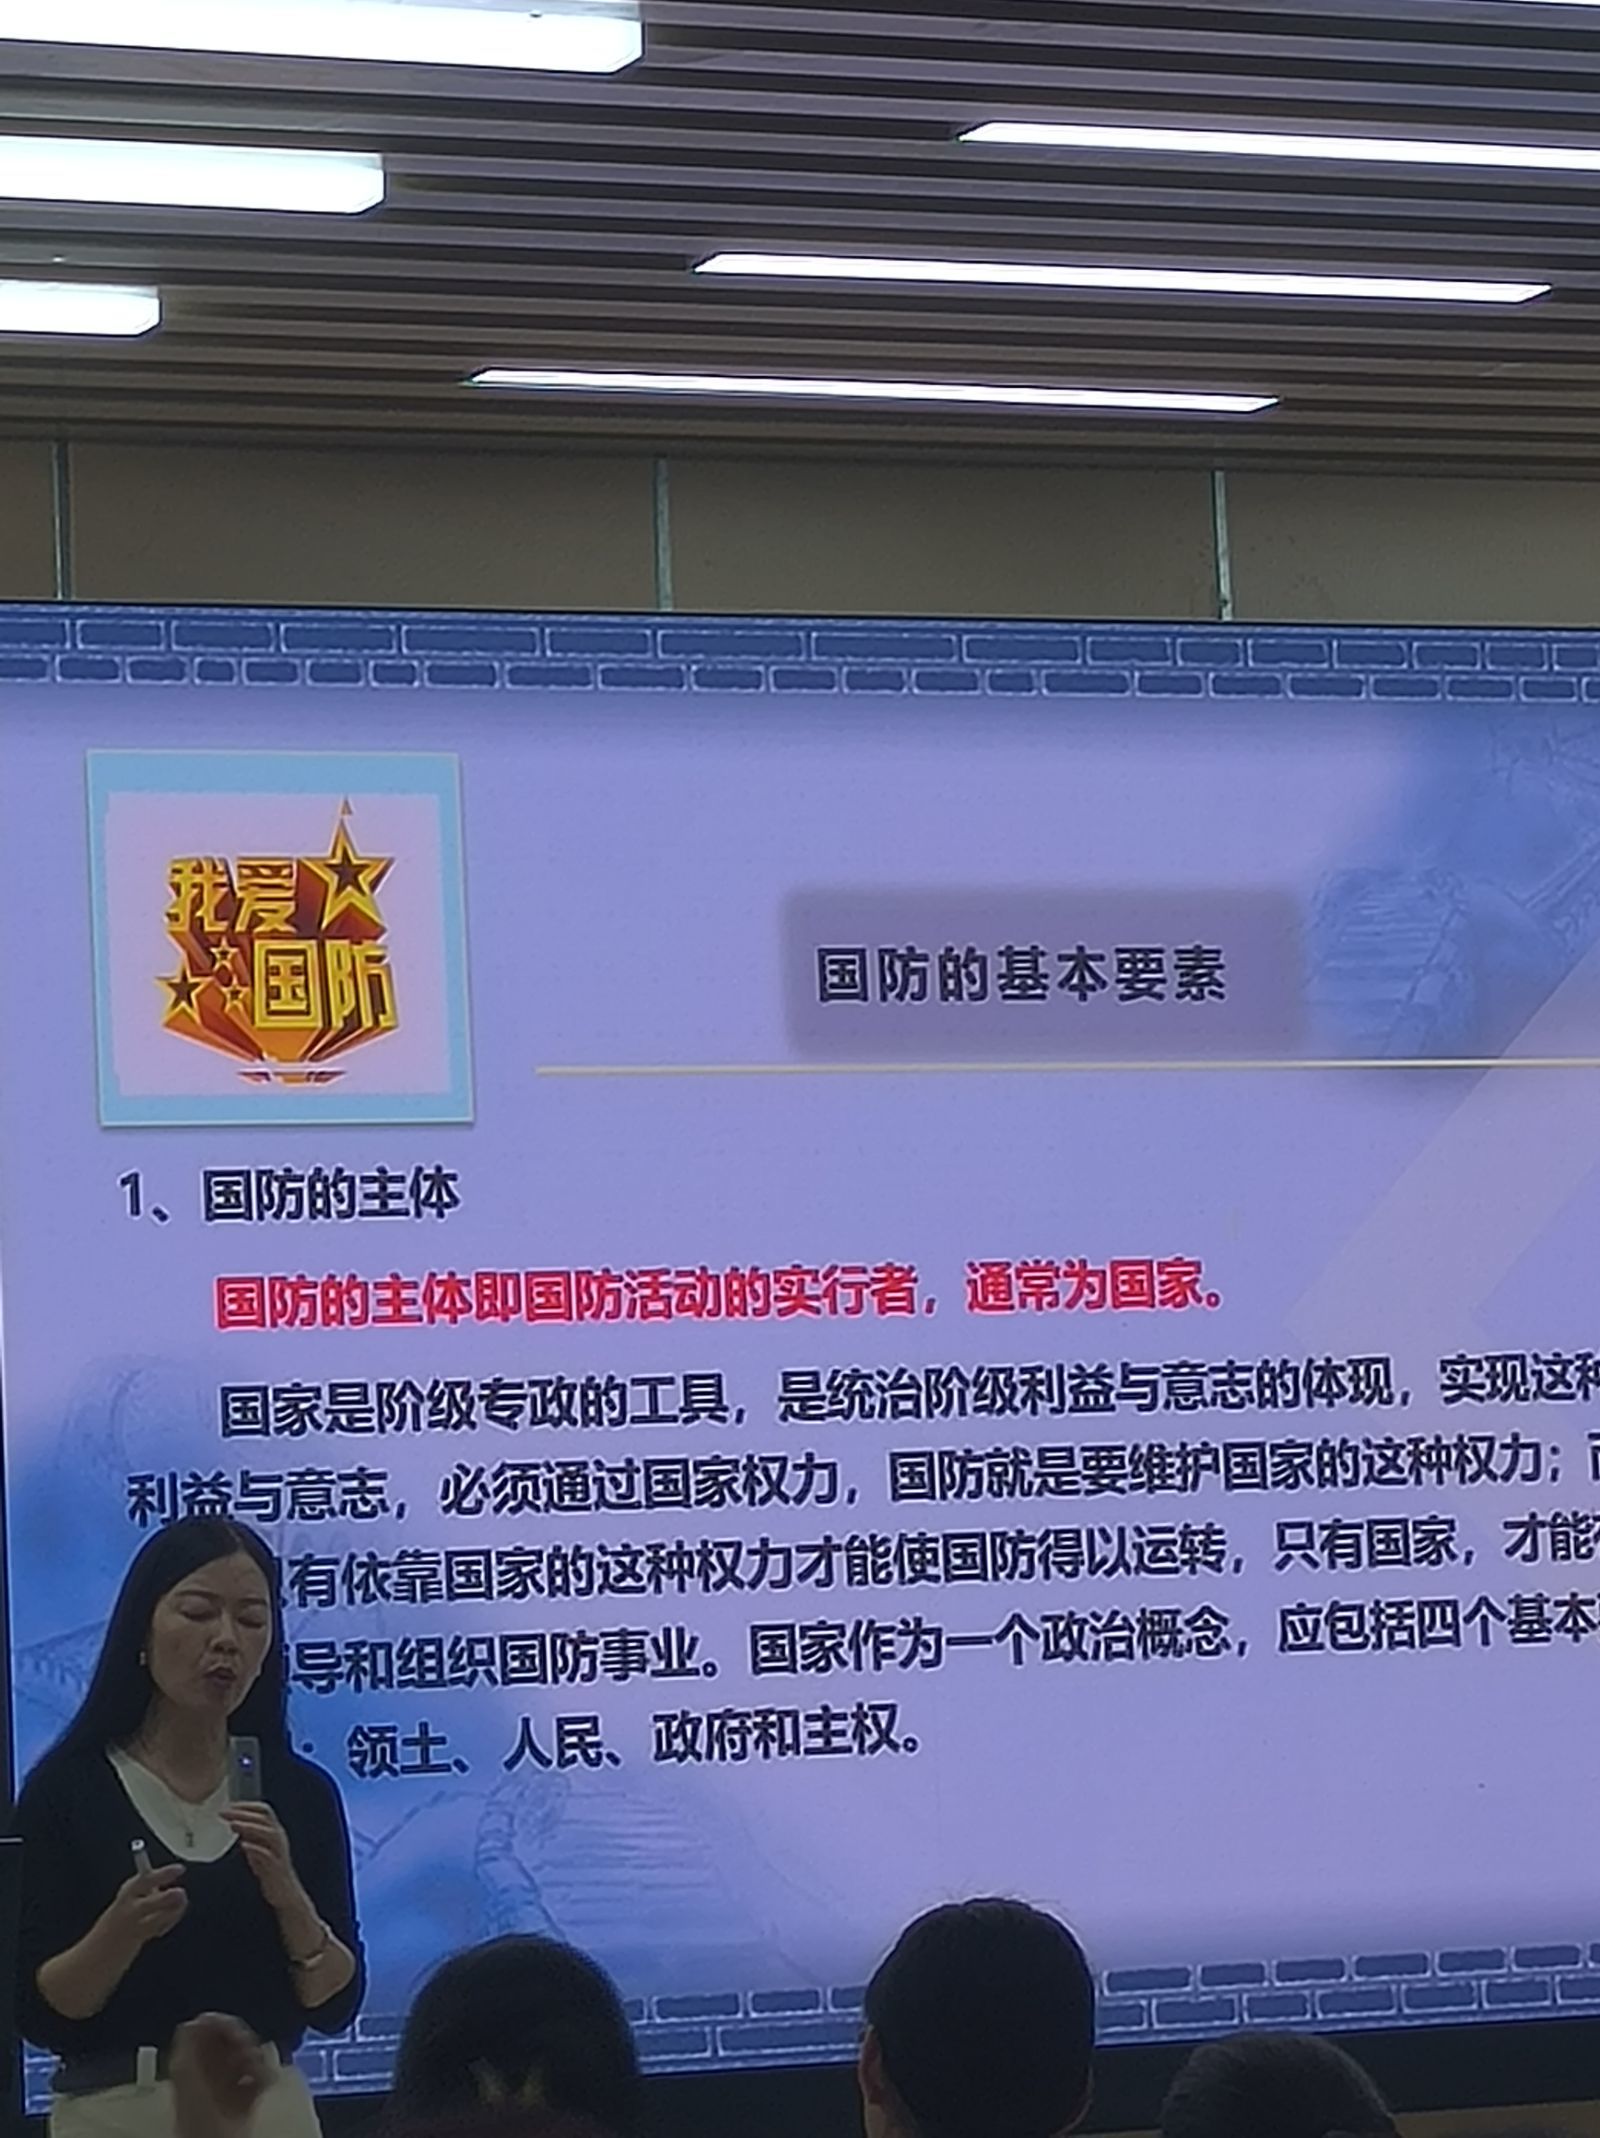 我爱
国防
国防的基本要素
1、国防的主体
国防的主体即国防活动的实行者，通常为国家。
国家是阶级专政的工具，是统治阶级利益与意志的体现，实现这种
利益与意志，必须通过国家权力，国防就是要维护国家的这种权力；
有依靠国家的这种权力才能使国防得以运转，只有国家，才能
导和组织国防事业。国家作为一个政治概念，应包括四个基本
：领土、人民、政府和主权。